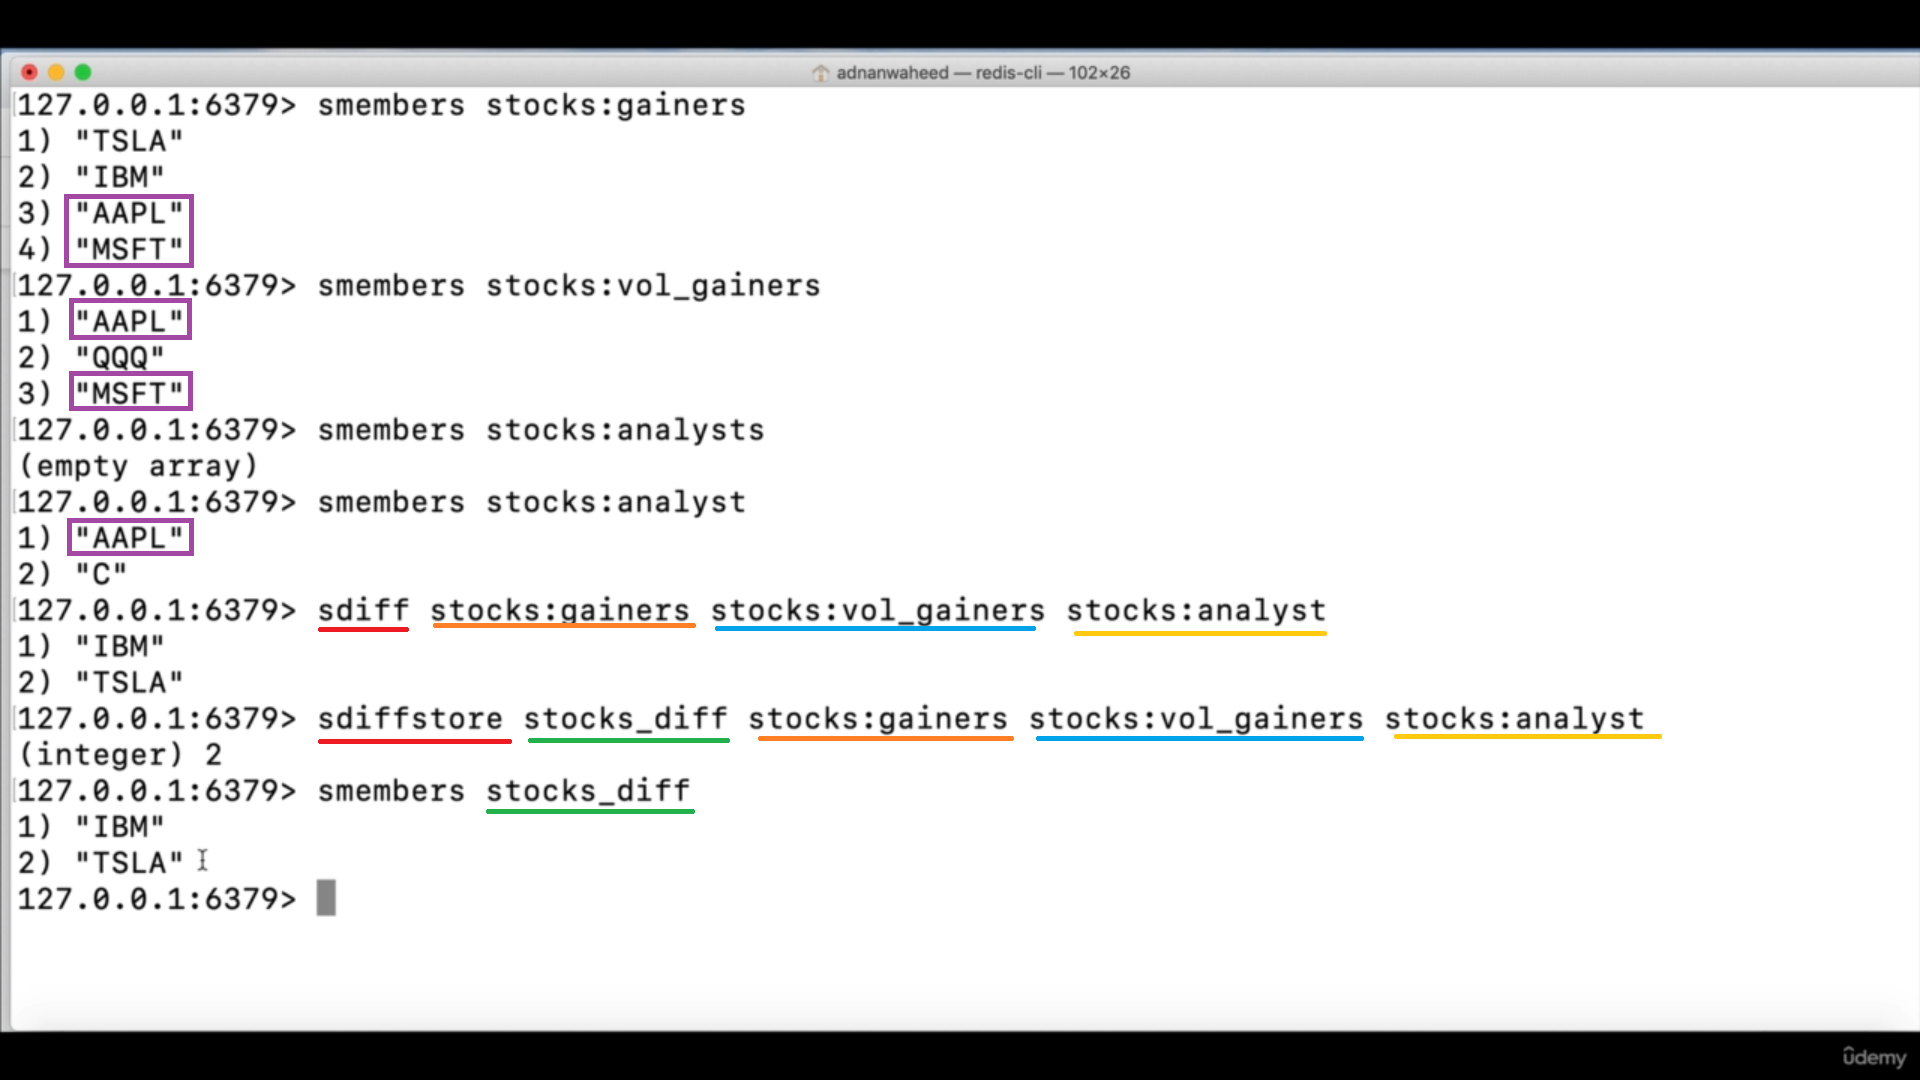 adnanwaheed — redis-cli — 102×26
127.0.0.1:6379> smembers stocks:gainers
1) "TSLA"
2) "IBM"
3) "AAPL"
4) "MSFT"
127.0.0.1:6379> smembers stocks:vol_gainers
1) "AAPL"
2) "QQQ"
3) "MSFT"
127.0.0.1:6379> smembers stocks:analysts
(empty array)
127.0.0.1:6379> smembers stocks:analyst
1) "AAPL"
2) "C"
127.0.0.1:6379> sdiff stocks:gainers stocks:vol_gainers stocks:analyst
1) "IBM"
2) "TSLA"
127.0.0.1:6379> sdiffstore stocks_diff stocks:gainers stocks:vol_gainers stocks:analyst
(integer) 2
127.0.0.1:6379> smembers stocks_diff
1) "IBM"
2) "TSLA"
127.0.0.1:6379>
ûdemy